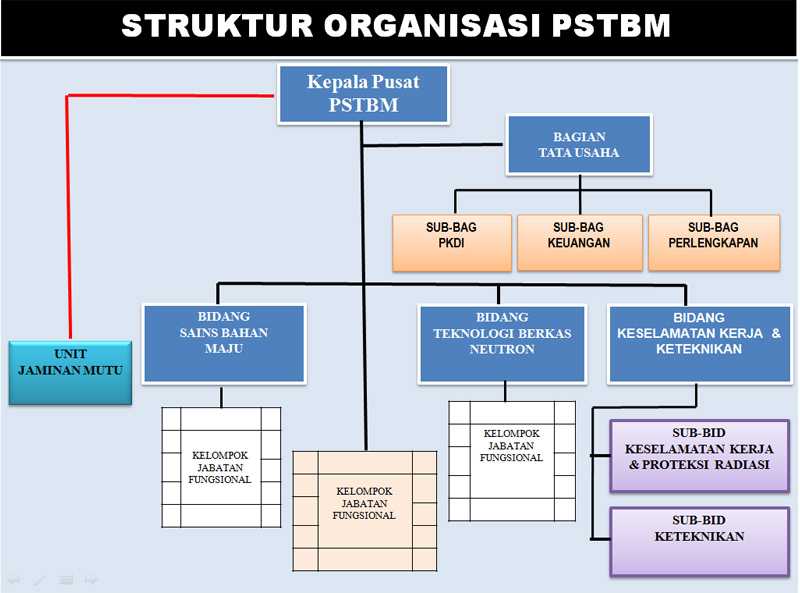 STRUKTUR ORGANISASI PSTBM
Kepala Pusat
PSTBM
BAGIAN
TATA USAHA
SUB-BAG
PKDI
SUB-BAG
KEUANGAN
SUB-BAG
PERLENGKAPAN
BIDANG
SAINS BAHAN
MAJU
BIDANG
TEKNOLOGI BERKAS
NEUTRON
BIDANG
KESELAMATAN KERJA &
KETEKNIKAN
UNIT
JAMINAN MUTU
KELOMPOK
JABATAN
FUNGSIONAL
KELOMPOK
JABATAN
FUNGSIONAL
KELOMPOK
JABATAN
FUNGSIONAL
SUB-BID
KESELAMATAN KERJA
& PROTEKSI RADIASI
SUB-BID
KETEKNIKAN